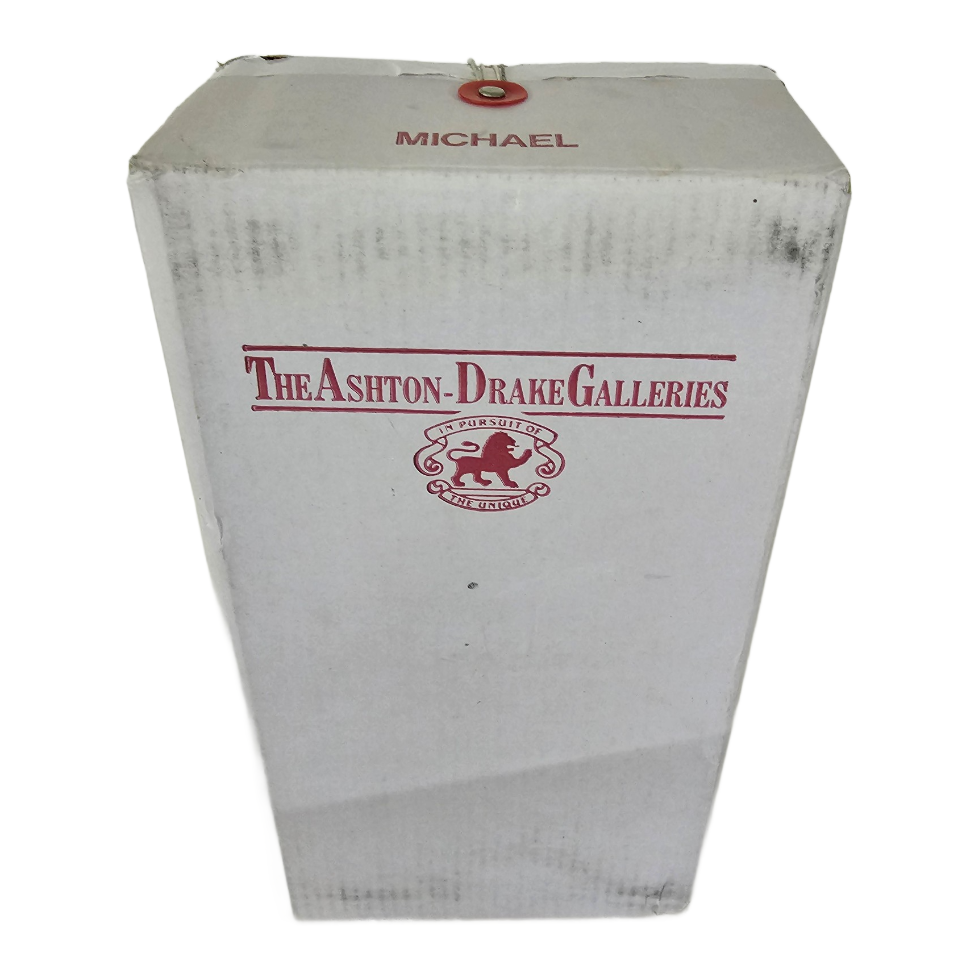 MICHAEL
THE ASHTON-DRAKE GALLERIES
IN PURSUIT OF
THE UNIQUE